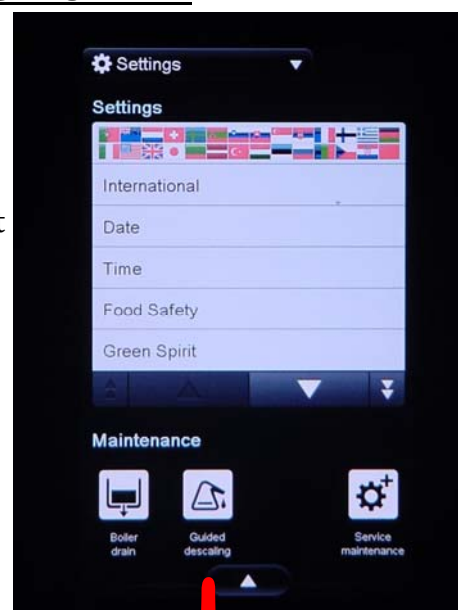 Settings
Settings
International
Date
Time
Food Safety
Green Spirit
Maintenance
Boiler drain
Guided descaling
Service maintenance